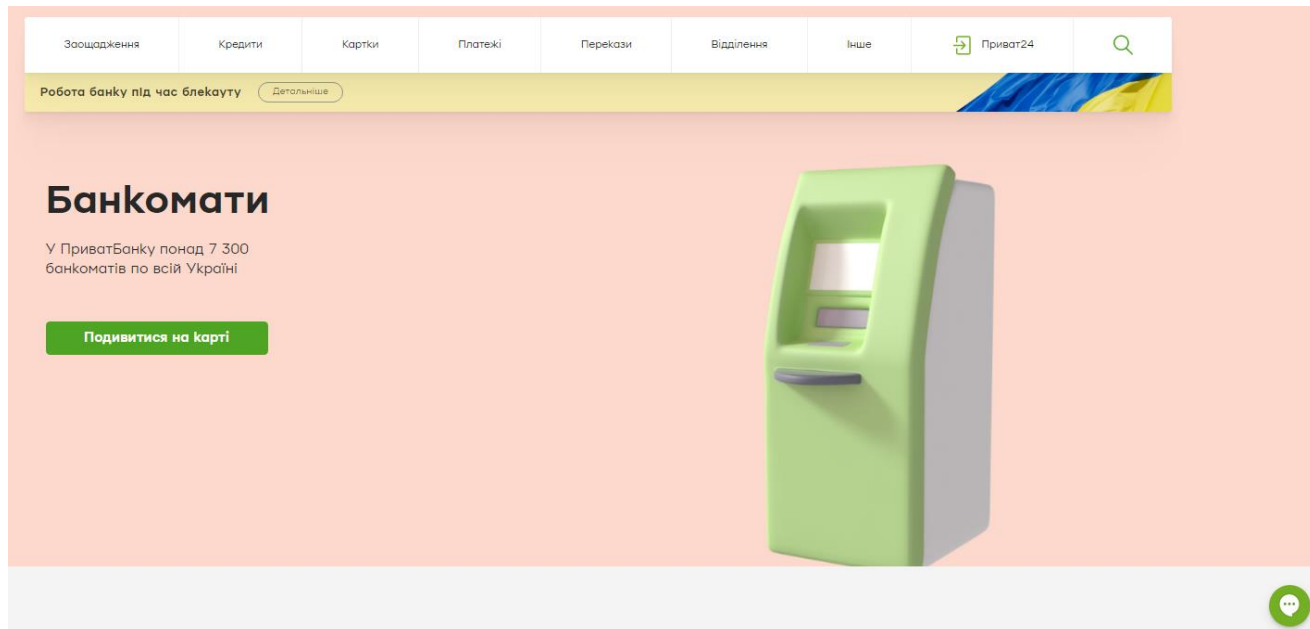 Заощадження
Кредити
Картки
Платежі
Перекази
Відділення
Інше
Приват24
Робота банку під час блекауту
Детальніше
Банкомати
У ПриватБанку понад 7 300
банкоматів по всій Україні
Подивитися на карті